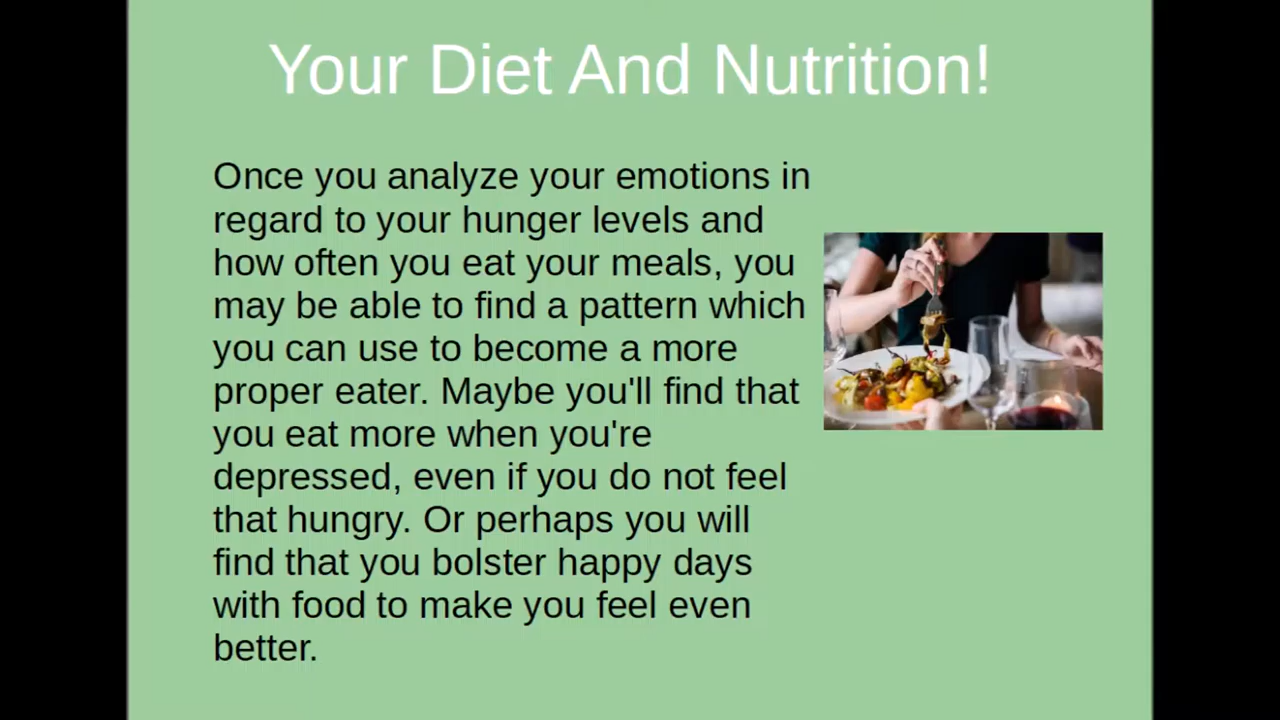 Your Diet And Nutrition!
Once you analyze your emotions in
regard to your hunger levels and
how often you eat your meals, you
may be able to find a pattern which
you can use to become a more
proper eater. Maybe you'll find that
you eat more when you're
depressed, even if you do not feel
that hungry. Or perhaps you will
find that you bolster happy days
with food to make you feel even
better.